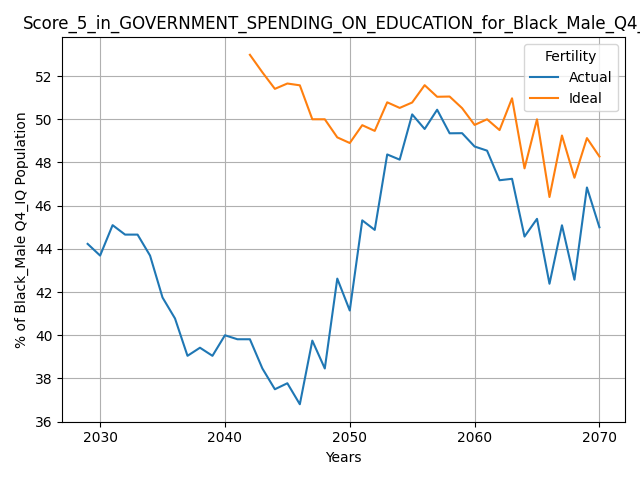 Score_5_in_GOVERNMENT_SPENDING_ON_EDUCATION_for_Black_Male_Q4_
Fertility
Actual
Ideal
% of Black_Male Q4_IQ Population
52
50
48
46
44
42
40
38
36
2030
2040
2050
2060
2070
Years